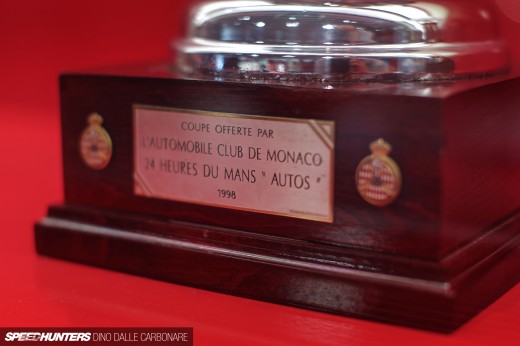 COUPE OFFERTE PAR
L'AUTOMOBILE CLUB DE MONACO
24 HEURES DU MANS " AUTOS "
1998
SPEEDHUNTERS DINO DALLE CARBONARE